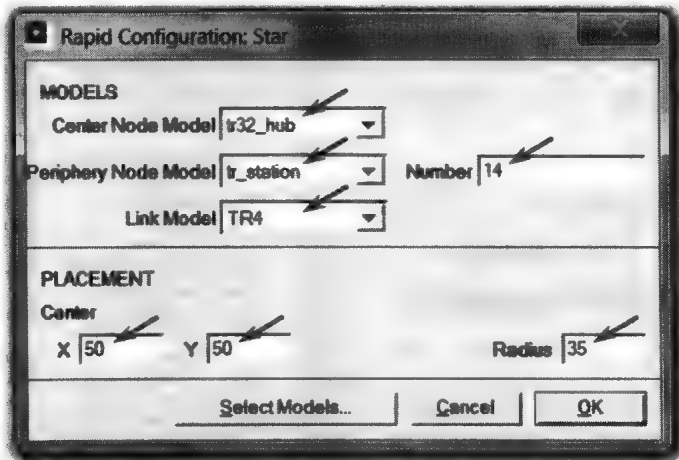 Rapid Configuration: Star
MODELS
Center Node Model tr32_hub
Periphery Node Model tr_station Number 14
Link Model TR4
PLACEMENT
Center
X 50 Y 50 Radius 35
Select Models... Cancel OK